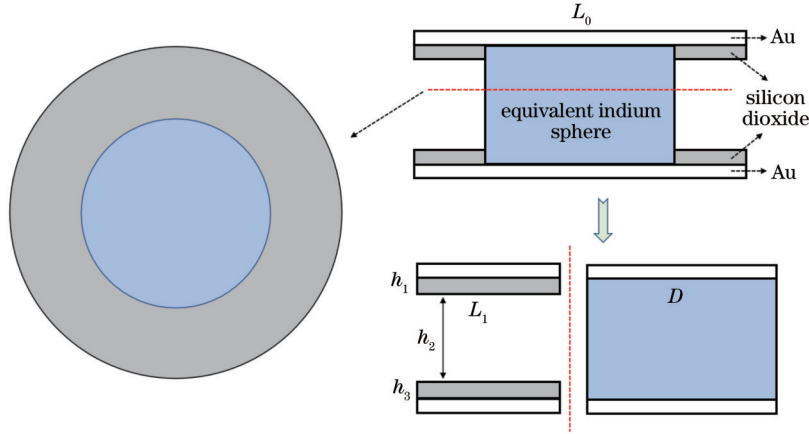 L₀
Au
equivalent indium
sphere
silicon
dioxide
Au
h₁
L₁
h₂
h₃
D